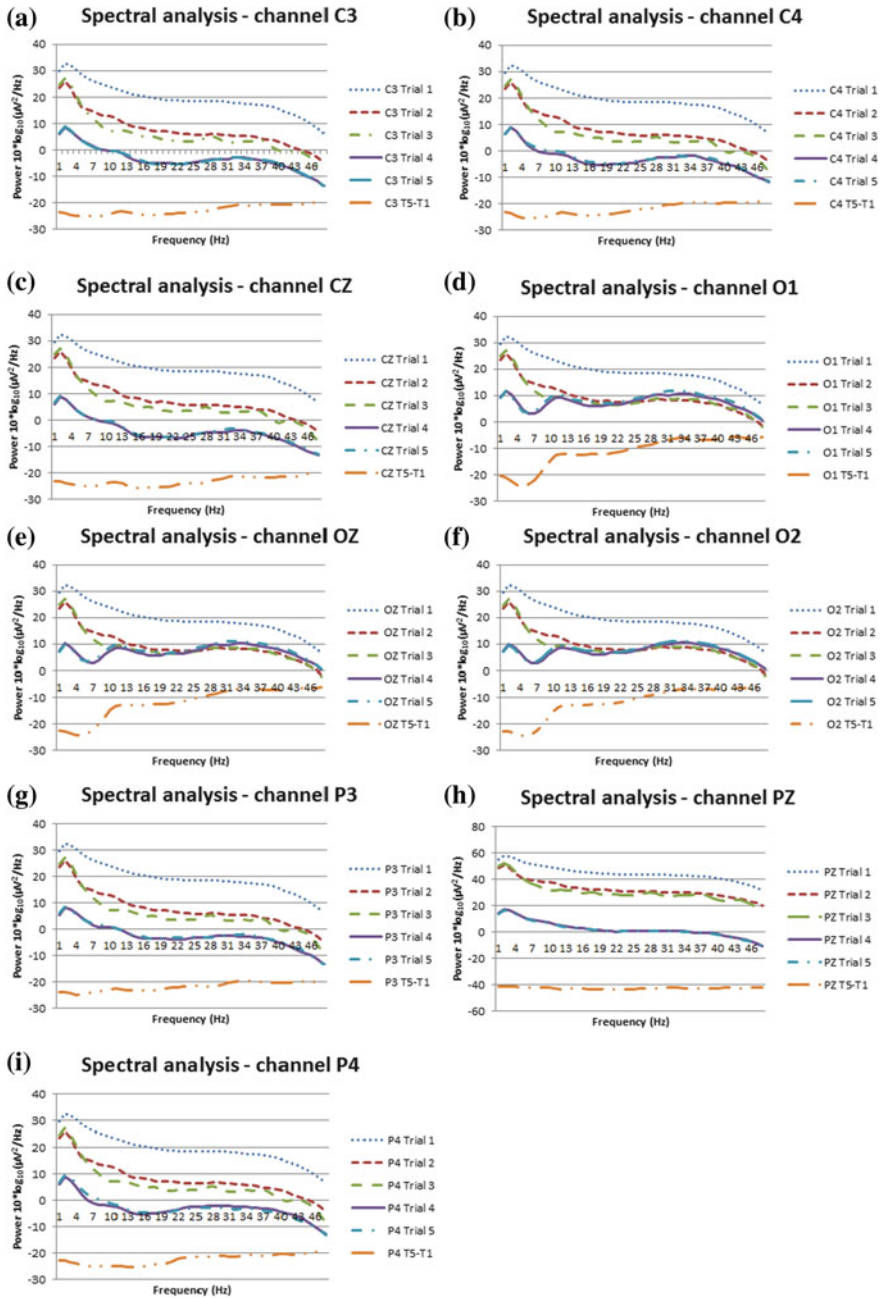 (a)
Spectral analysis - channel C3
Power 10*log10(µV²/Hz)
40
30
20
10
0
-10
-20
-30
1 4 7 10 13 16 19 22 25 28 31 34 37 40 43 46
Frequency (Hz)
C3 Trial 1
C3 Trial 2
C3 Trial 3
C3 Trial 4
C3 Trial 5
C3 T5-T1
(b)
Spectral analysis - channel C4
Power 10*log10(µV²/Hz)
40
30
20
10
0
-10
-20
-30
1 4 7 10 13 16 19 22 25 28 31 34 37 40 43 46
Frequency (Hz)
C4 Trial 1
C4 Trial 2
C4 Trial 3
C4 Trial 4
C4 Trial 5
C4 T5-T1
(c)
Spectral analysis - channel CZ
Power 10*log10(µV²/Hz)
40
30
20
10
0
-10
-20
-30
1 4 7 10 13 16 19 22 25 28 31 34 37 40 43 46
Frequency (Hz)
CZ Trial 1
CZ Trial 2
CZ Trial 3
CZ Trial 4
CZ Trial 5
CZ T5-T1
(d)
Spectral analysis - channel O1
Power 10*log10(µV²/Hz)
40
30
20
10
0
-10
-20
-30
1 4 7 10 13 16 19 22 25 28 31 34 37 40 43 46
Frequency (Hz)
O1 Trial 1
O1 Trial 2
O1 Trial 3
O1 Trial 4
O1 Trial 5
O1 T5-T1
(e)
Spectral analysis - channel OZ
Power 10*log10(µV²/Hz)
40
30
20
10
0
-10
-20
-30
1 4 7 10 13 16 19 22 25 28 31 34 37 40 43 46
Frequency (Hz)
OZ Trial 1
OZ Trial 2
OZ Trial 3
OZ Trial 4
OZ Trial 5
OZ T5-T1
(f)
Spectral analysis - channel O2
Power 10*log10(µV²/Hz)
40
30
20
10
0
-10
-20
-30
1 4 7 10 13 16 19 22 25 28 31 34 37 40 43 46
Frequency (Hz)
O2 Trial 1
O2 Trial 2
O2 Trial 3
O2 Trial 4
O2 Trial 5
O2 T5-T1
(g)
Spectral analysis - channel P3
Power 10*log10(µV²/Hz)
40
30
20
10
0
-10
-20
-30
1 4 7 10 13 16 19 22 25 28 31 34 37 40 43 46
Frequency (Hz)
P3 Trial 1
P3 Trial 2
P3 Trial 3
P3 Trial 4
P3 Trial 5
P3 T5-T1
(h)
Spectral analysis - channel PZ
Power 10*log10(µV²/Hz)
80
60
40
20
0
-20
-40
-60
1 4 7 10 13 16 19 22 25 28 31 34 37 40 43 46
Frequency (Hz)
PZ Trial 1
PZ Trial 2
PZ Trial 3
PZ Trial 4
PZ Trial 5
PZ T5-T1
(i)
Spectral analysis - channel P4
Power 10*log10(µV²/Hz)
40
30
20
10
0
-10
-20
-30
1 4 7 10 13 16 19 22 25 28 31 34 37 40 43 46
Frequency (Hz)
P4 Trial 1
P4 Trial 2
P4 Trial 3
P4 Trial 4
P4 Trial 5
P4 T5-T1